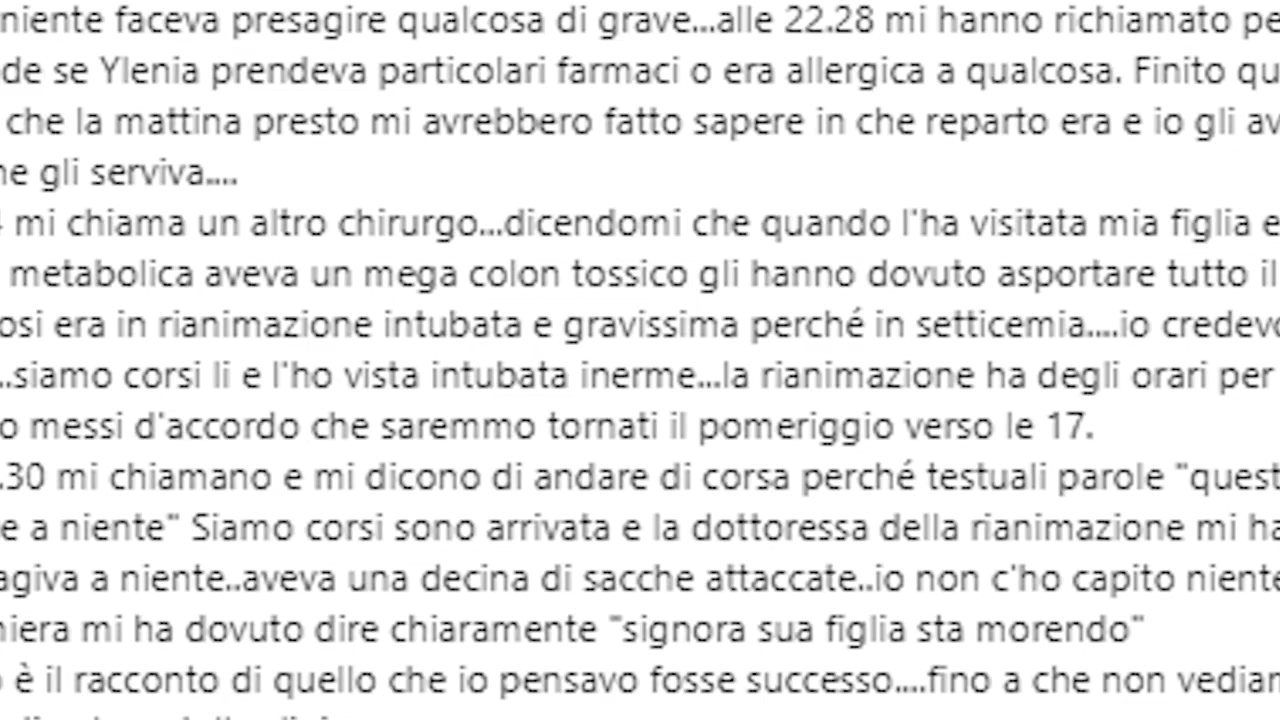 niente faceva presagire qualcosa di grave...alle 22.28 mi hanno richiamato pe
de se Ylenia prendeva particolari farmaci o era allergica a qualcosa. Finito qu
che la mattina presto mi avrebbero fatto sapere in che reparto era e io gli av
ne gli serviva....
mi chiama un altro chirurgo...dicendomi che quando l'ha visitata mia figlia e
metabolica aveva un mega colon tossico gli hanno dovuto asportare tutto il
osi era in rianimazione intubata e gravissima perché in setticemia....io credevo
..siamo corsi li e l'ho vista intubata inerme...la rianimazione ha degli orari per
o messi d'accordo che saremmo tornati il pomeriggio verso le 17.
.30 mi chiamano e mi dicono di andare di corsa perché testuali parole "quest
e a niente" Siamo corsi sono arrivata e la dottoressa della rianimazione mi ha
agiva a niente..aveva una decina di sacche attaccate..io non c'ho capito niente
niera mi ha dovuto dire chiaramente "signora sua figlia sta morendo"
o è il racconto di quello che io pensavo fosse successo....fino a che non vedian